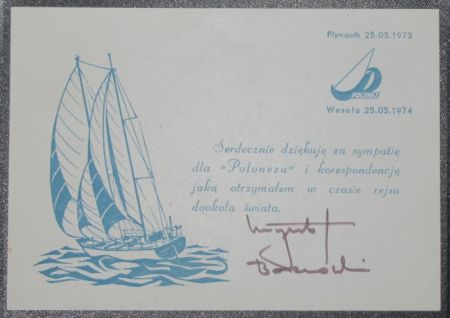 Plymouth 25.05.1973
POLONEZ
Wesoła 25.05.1974
Serdecznie dziękuję za sympatię
dla »Poloneza« i korespondencję
jaką otrzymałem w czasie rejsu
dookoła świata.